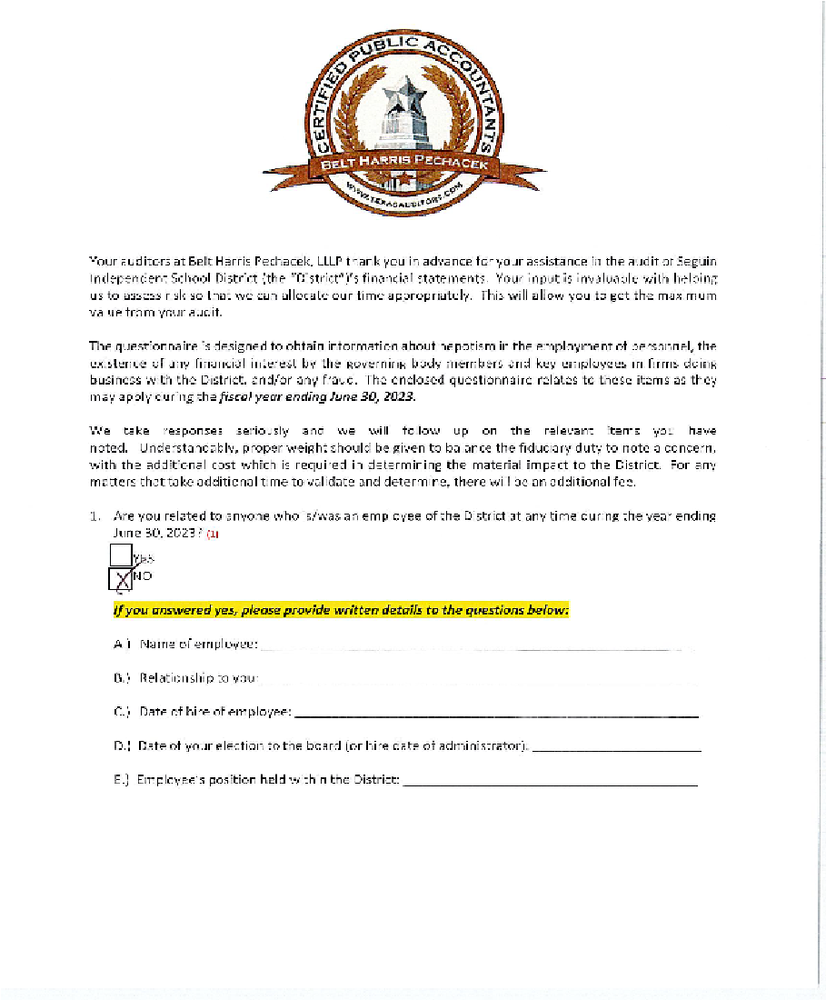 CERTIFIED PUBLIC ACCOUNTANTS
BELT HARRIS PECHACEK
WWW.TEXASAUDITORS.COM
Your auditors at Belt Harris Pechacek, LLLP thank you in advance for your assistance in the audit of Seguin
Independent School District (the "District")'s financial statements. Your input is invaluable with helping
us to assess risk so that we can allocate our time appropriately. This will allow you to get the maximum
value from your audit.
The questionnaire is designed to obtain information about nepotism in the employment of personnel, the
existence of any financial interest by the governing body members and key employees in firms doing
business with the District, and/or any fraud. The enclosed questionnaire relates to these items as they
may apply during the fiscal year ending June 30, 2023.
We take responses seriously and we will follow up on the relevant items you have
noted. Understandably, proper weight should be given to balance the fiduciary duty to note a concern,
with the additional cost which is required in determining the material impact to the District. For any
matters that take additional time to validate and determine, there will be an additional fee.
1. Are you related to anyone who is/was an employee of the District at any time during the year ending
June 30, 2023? (1)
YES
X NO
If you answered yes, please provide written details to the questions below:
A.) Name of employee:
B.) Relationship to you:
C.) Date of hire of employee:
D.) Date of your election to the board (or hire date of administrator):
E.) Employee's position held within the District: